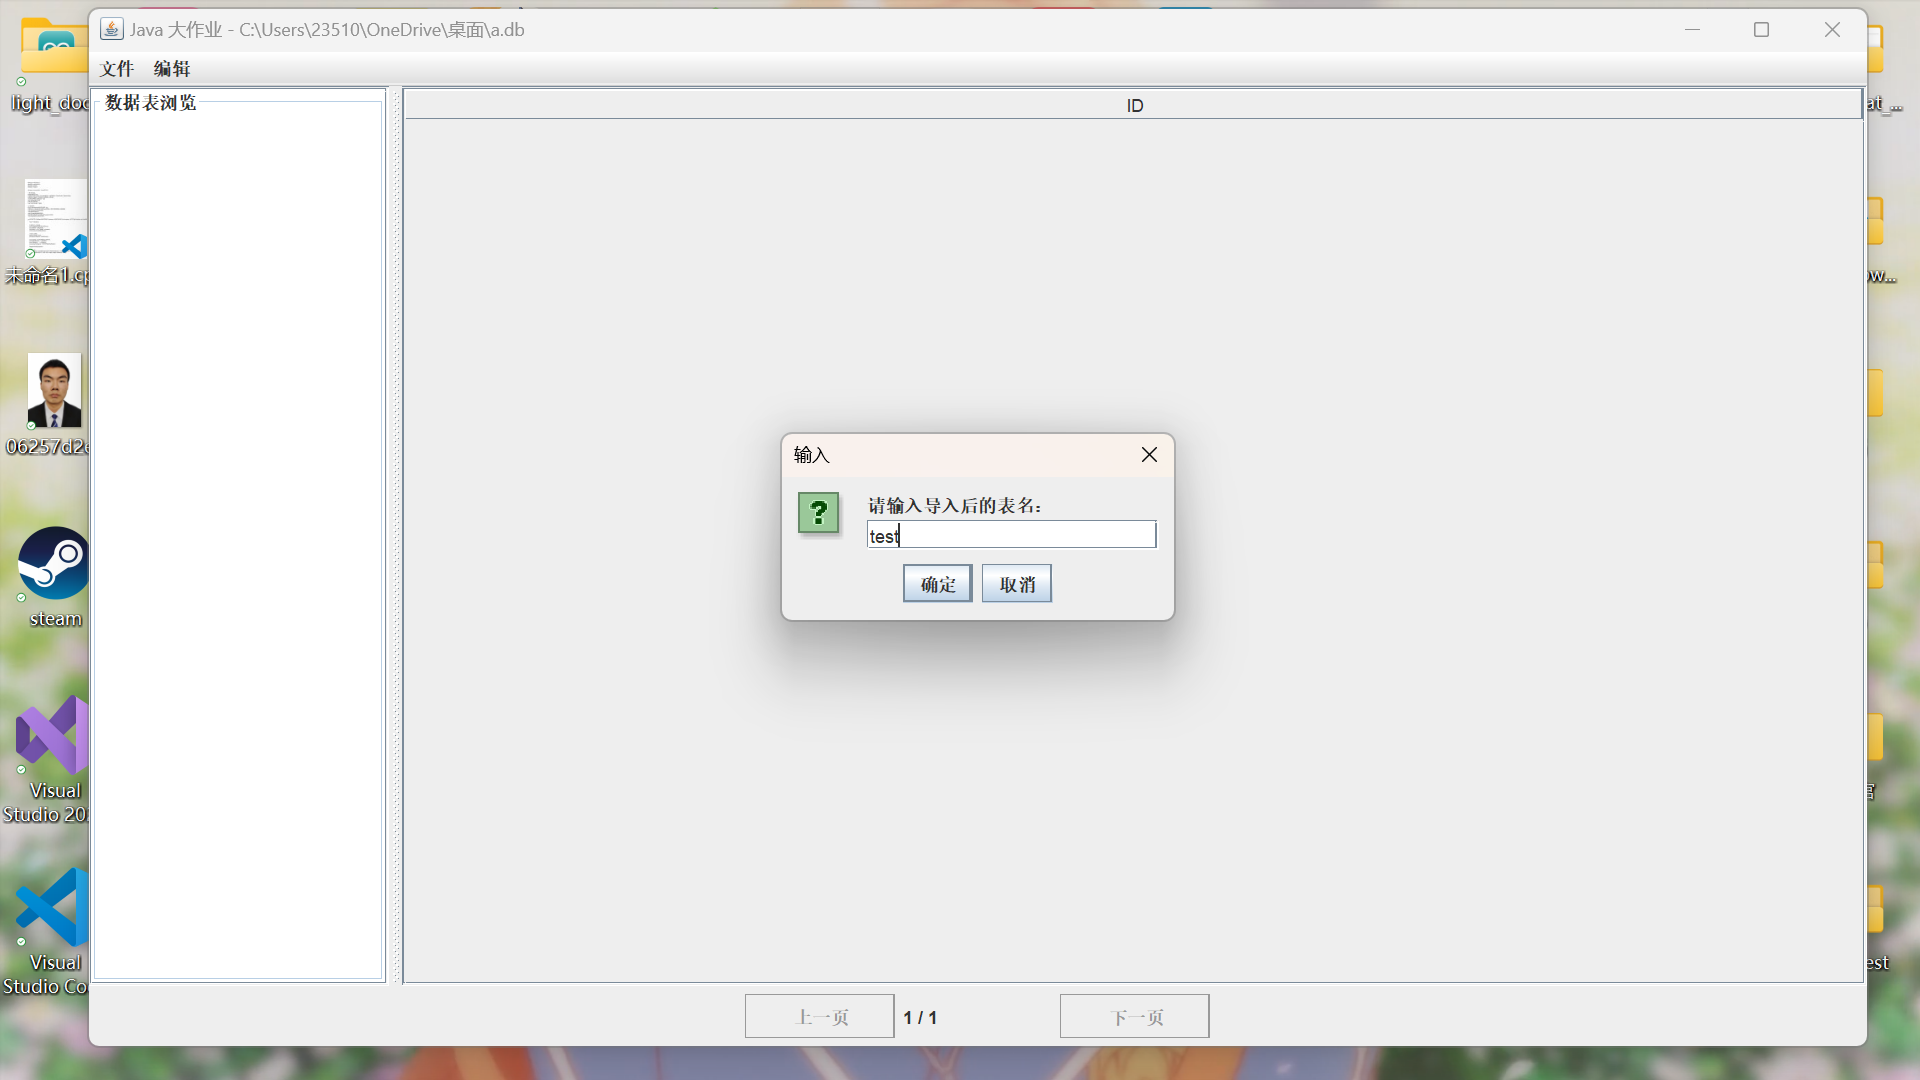 Java 大作业 - C:\Users\23510\OneDrive\桌面\a.db
文件 编辑
数据表浏览
ID
输入
请输入导入后的表名:
test
确定 取消
上一页 1 / 1 下一页
light_doc
未命名1.cp
06257d2e
steam
Visual
Studio 20
Visual
Studio Co
at_...
ow...
est